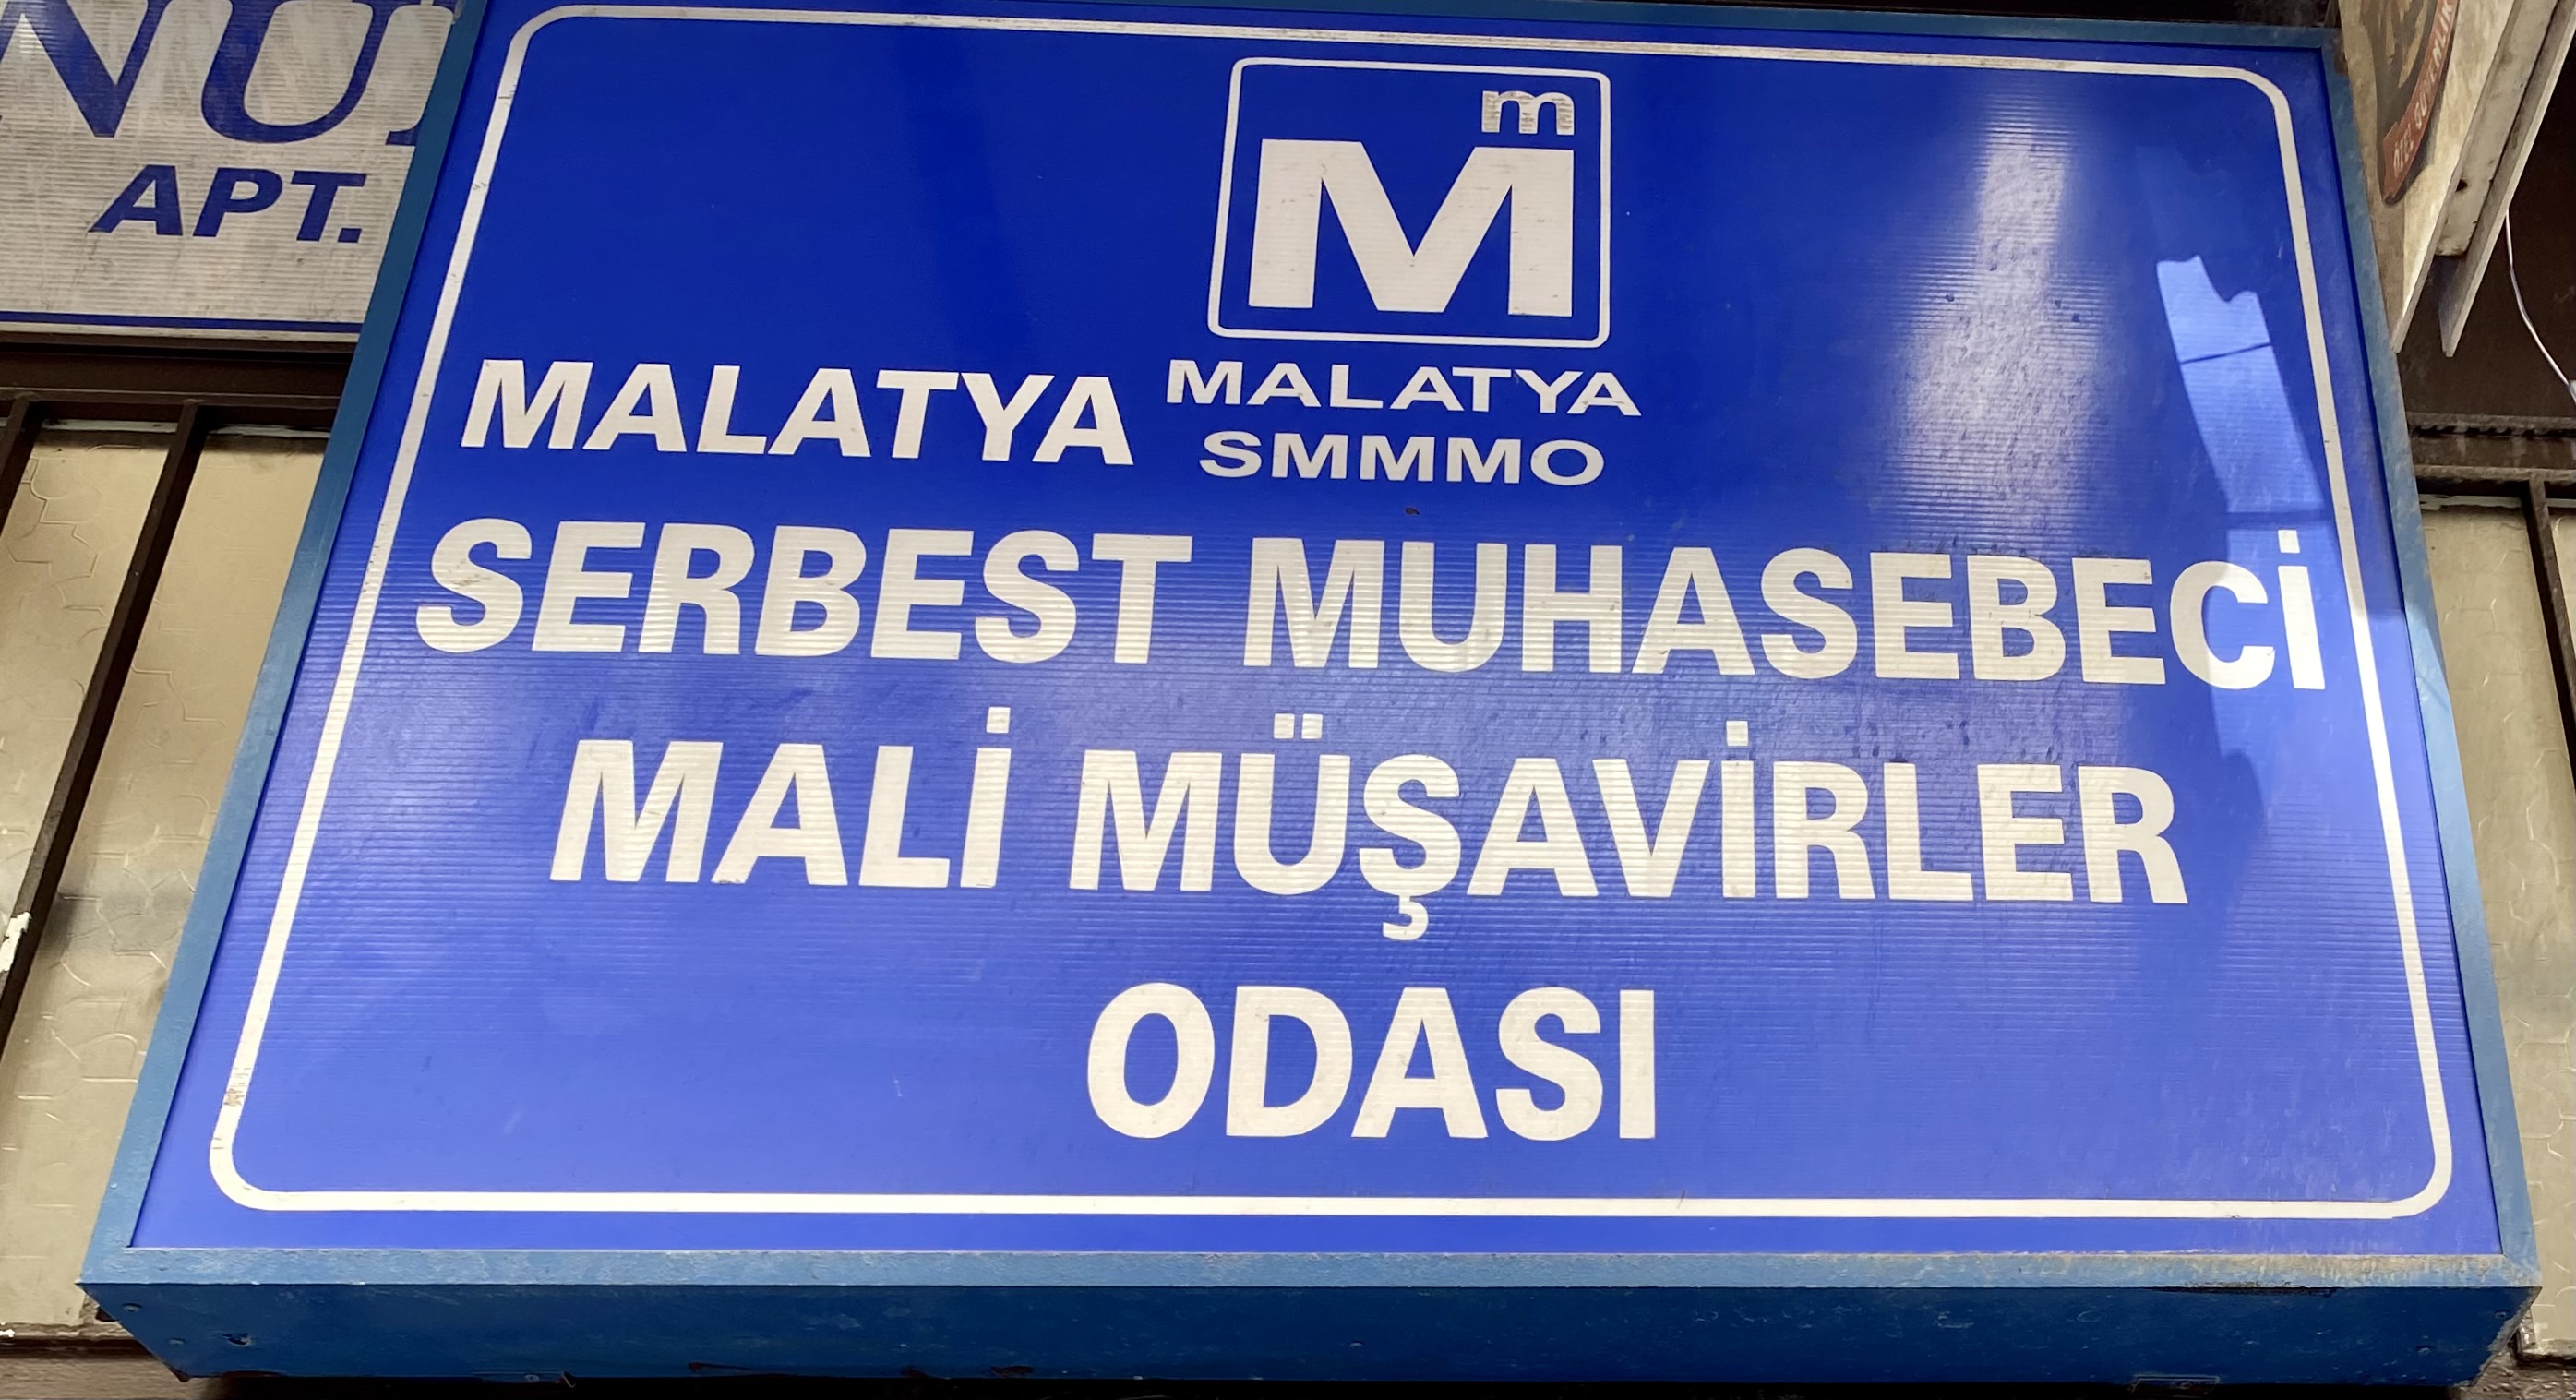 APT.
m
M
MALATYA
SMMMO
MALATYA
SERBEST MUHASEBECİ
MALİ MÜŞAVİRLER
ODASI